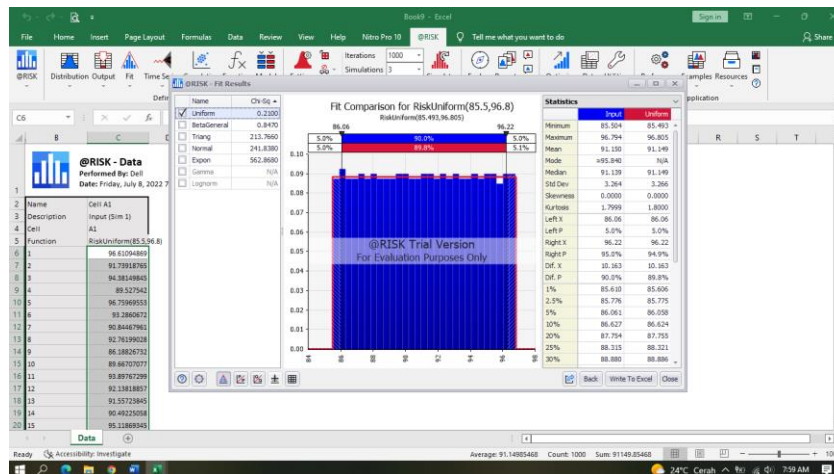 Book9 - Excel
Sign in
File Home Insert Page Layout Formulas Data Review View Help Nitro Pro 10 @RISK Tell me what you want to do Share
@RISK Distribution Output Fit Iterations 1000
Simulations 3
Resources
C6
@RISK - Fit Results
@RISK - Data
Performed By: Dell
Date: Friday, July 8, 2022 7
Name Cell A1
Description Input (Sim 1)
Cell A1
Function RiskUniform(85.5,96.8)
1 96.61094869
2 91.73918765
3 94.38149845
4 89.527542
5 96.75969553
6 93.2860672
7 90.84467961
8 92.76199028
9 86.18826732
10 89.66707077
11 93.89767299
12 92.13818857
13 91.55723845
14 90.49225058
15 95.11869345
Name Chi-Sq
Uniform 0.2100
BetaGeneral 0.8470
Triang 213.7660
Normal 241.8380
Expon 562.8680
Gamma N/A
Lognorm N/A
Fit Comparison for RiskUniform(85.5,96.8)
RiskUniform(85.493,96.805)
86.06 96.22
5.0% 90.0% 5.0%
5.0% 89.8% 5.1%
0.10
0.09
0.08
0.07
0.06
0.05
0.04
0.03
0.02
0.01
0.00
84 86 88 90 92 94 96 98
@RISK Trial Version
For Evaluation Purposes Only
Statistics
Input Uniform
Minimum 85.504 85.493
Maximum 96.794 96.805
Mean 91.150 91.149
Mode ≈95.840 N/A
Median 91.139 91.149
Std Dev 3.264 3.266
Skewness 0.0000 0.0000
Kurtosis 1.7999 1.8000
Left X 86.06 86.06
Left P 5.0% 5.0%
Right X 96.22 96.22
Right P 95.0% 94.9%
Dif. X 10.163 10.163
Dif. P 90.0% 89.8%
1% 85.610 85.606
2.5% 85.776 85.775
5% 86.061 86.058
10% 86.627 86.624
20% 87.754 87.755
25% 88.315 88.321
30% 88.880 88.886
Back Write To Excel Close
Data
Ready Accessibility: Investigate Average: 91.14985468 Count: 1000 Sum: 91149.85468
24°C Cerah 7:59 AM